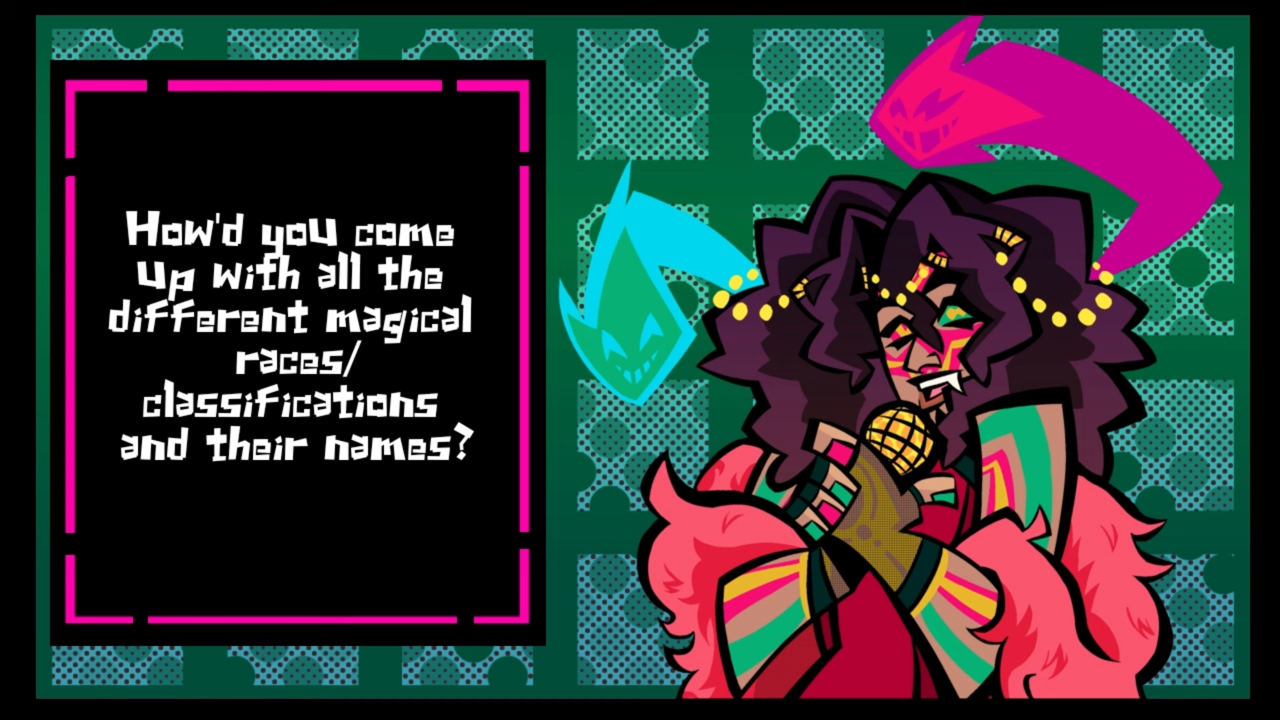 How'd you come
up with all the
different magical
races/
classifications
and their names?